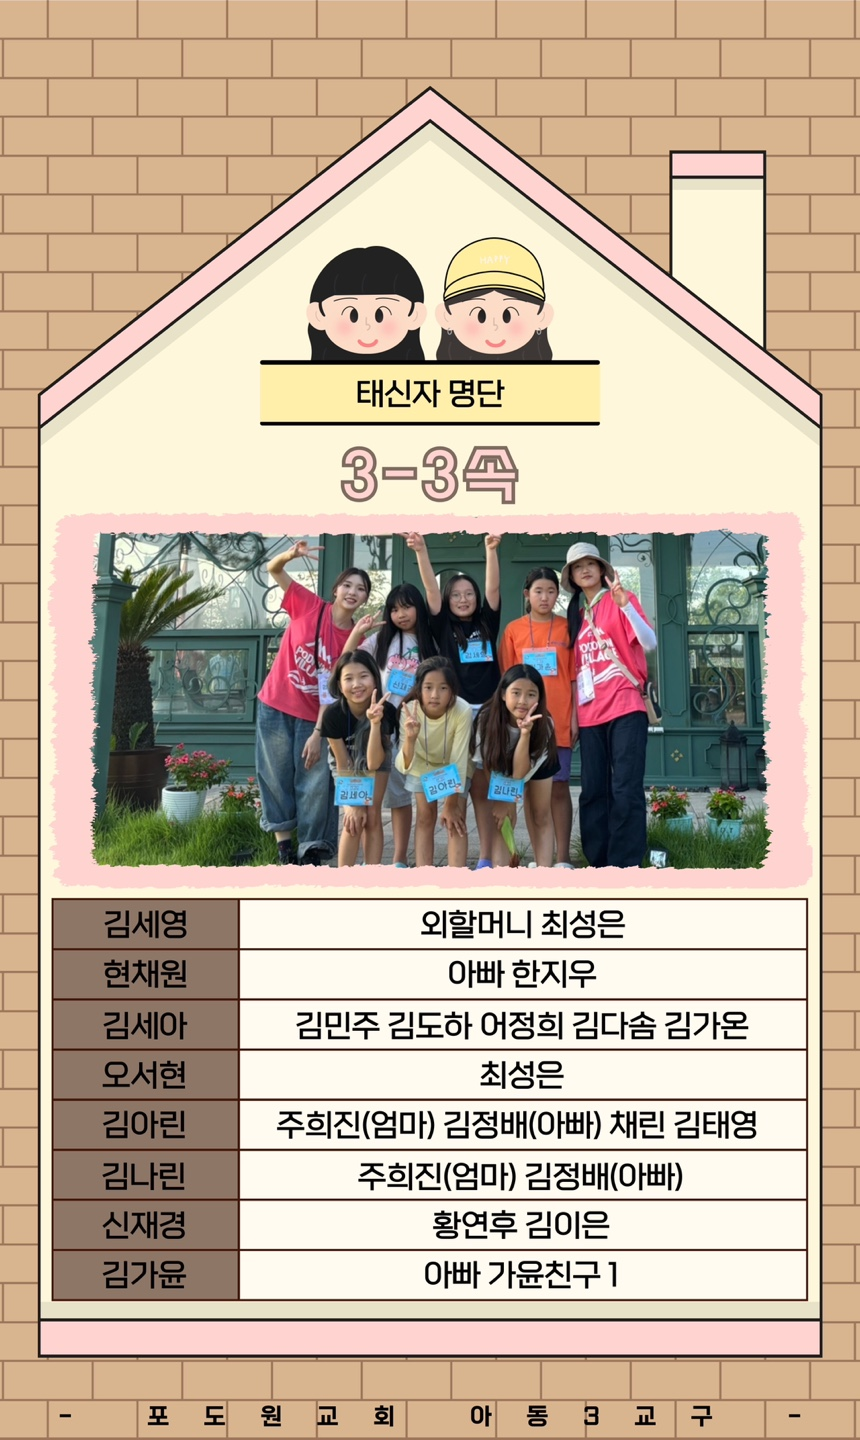 HAPPY
태신자 명단
3-3쏙
김세아
김아린
김나린
김세영 외할머니 최성은
현채원 아빠 한지우
김세아 김민주 김도하 어정희 김다솜 김가온
오서현 최성은
김아린 주희진(엄마) 김정배(아빠) 채린 김태영
김나린 주희진(엄마) 김정배(아빠)
신재경 황연후 김이은
김가윤 아빠 가윤친구 1
- 포도원교회 아동3교구 -